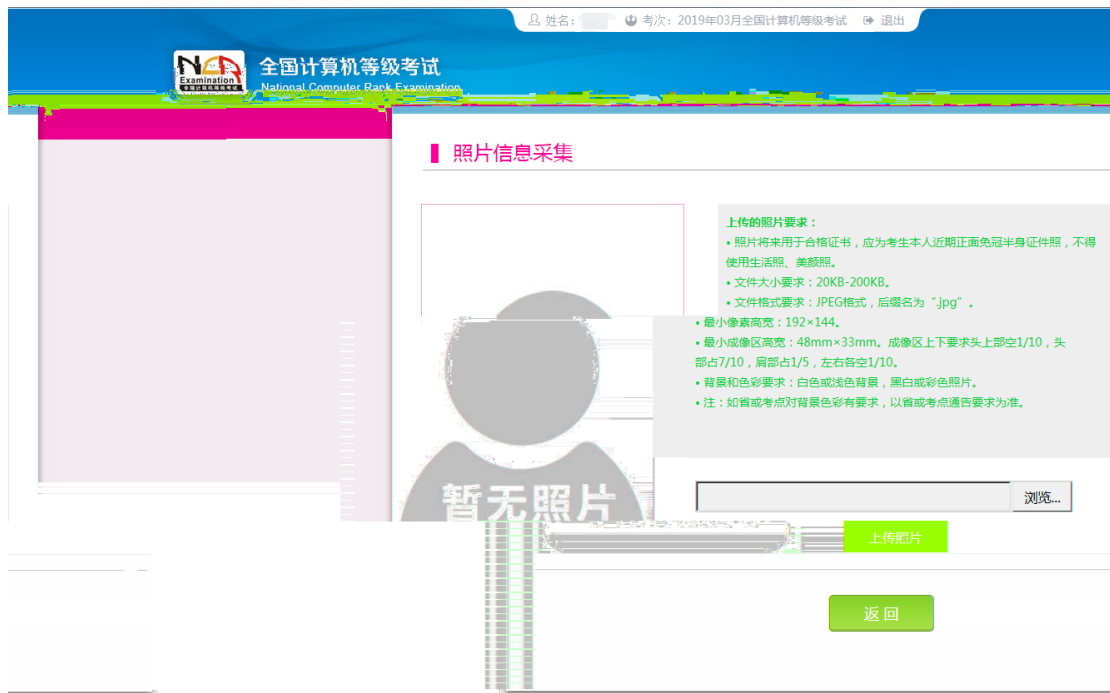 姓名：
考次：2019年03月全国计算机等级考试
退出
NCR
Examination
全国计算机等级考试
全国计算机等级考试
National Computer Rank Examination
照片信息采集
上传的照片要求：
• 照片将来用于合格证书，应为考生本人近期正面免冠半身证件照，不得
使用生活照、美颜照。
• 文件大小要求：20KB-200KB。
• 文件格式要求：JPEG格式，后缀名为“.jpg”。
• 最小像素高宽：192×144。
• 最小成像区高宽：48mm×33mm。成像区上下要求头上部空1/10，头
部占7/10，肩部占1/5，左右各空1/10。
• 背景和色彩要求：白色或浅色背景，黑白或彩色照片。
• 注：如省或考点对背景色彩有要求，以省或考点通告要求为准。
暂无照片
浏览...
上传照片
返回